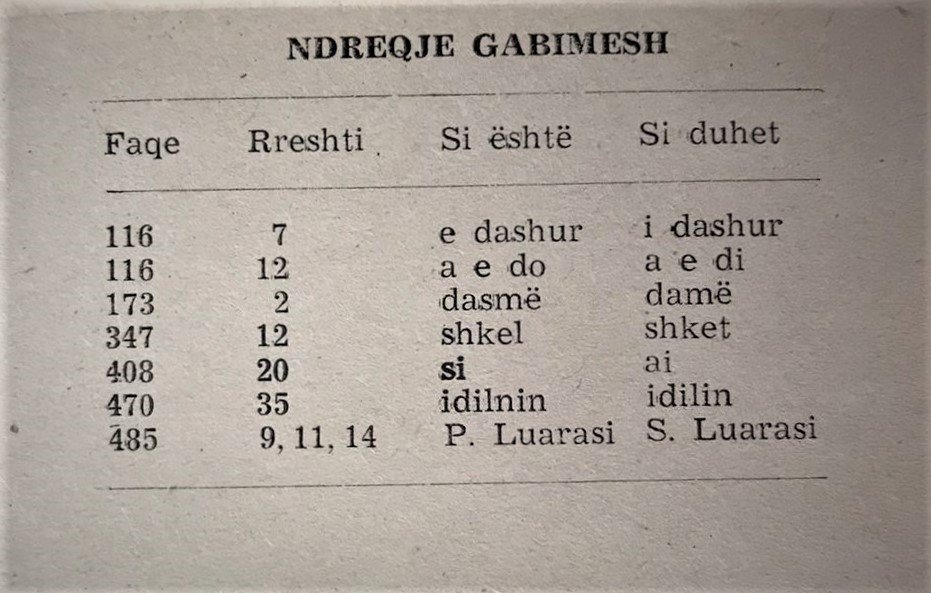 NDREQJE GABIMESH
Faqe Rreshti Si është Si duhet
116 7 e dashur i dashur
116 12 a e do a e di
173 2 dasmë damë
347 12 shkel shket
408 20 si ai
470 35 idilnin idilin
485 9, 11, 14 P. Luarasi S. Luarasi